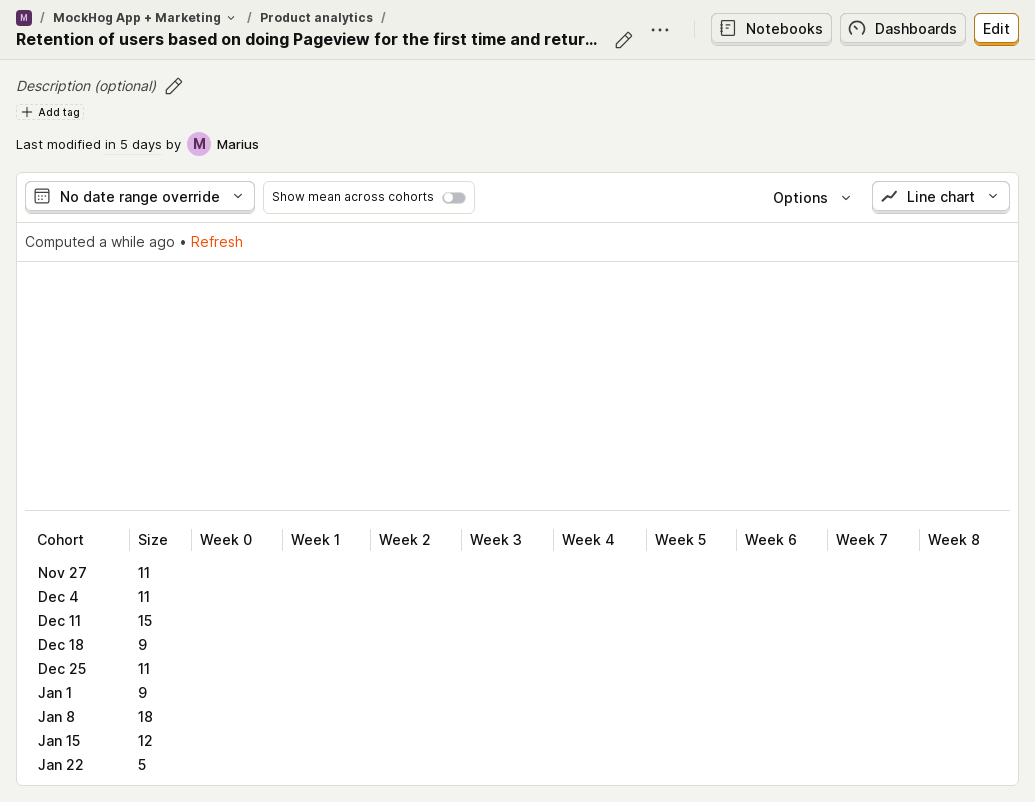 M / MockHog App + Marketing / Product analytics /
Retention of users based on doing Pageview for the first time and retur...
Notebooks
Dashboards
Edit
Description (optional)
Add tag
Last modified in 5 days by M Marius
No date range override
Show mean across cohorts
Options
Line chart
Computed a while ago • Refresh
Cohort Size Week 0 Week 1 Week 2 Week 3 Week 4 Week 5 Week 6 Week 7 Week 8
Nov 27 11
Dec 4 11
Dec 11 15
Dec 18 9
Dec 25 11
Jan 1 9
Jan 8 18
Jan 15 12
Jan 22 5